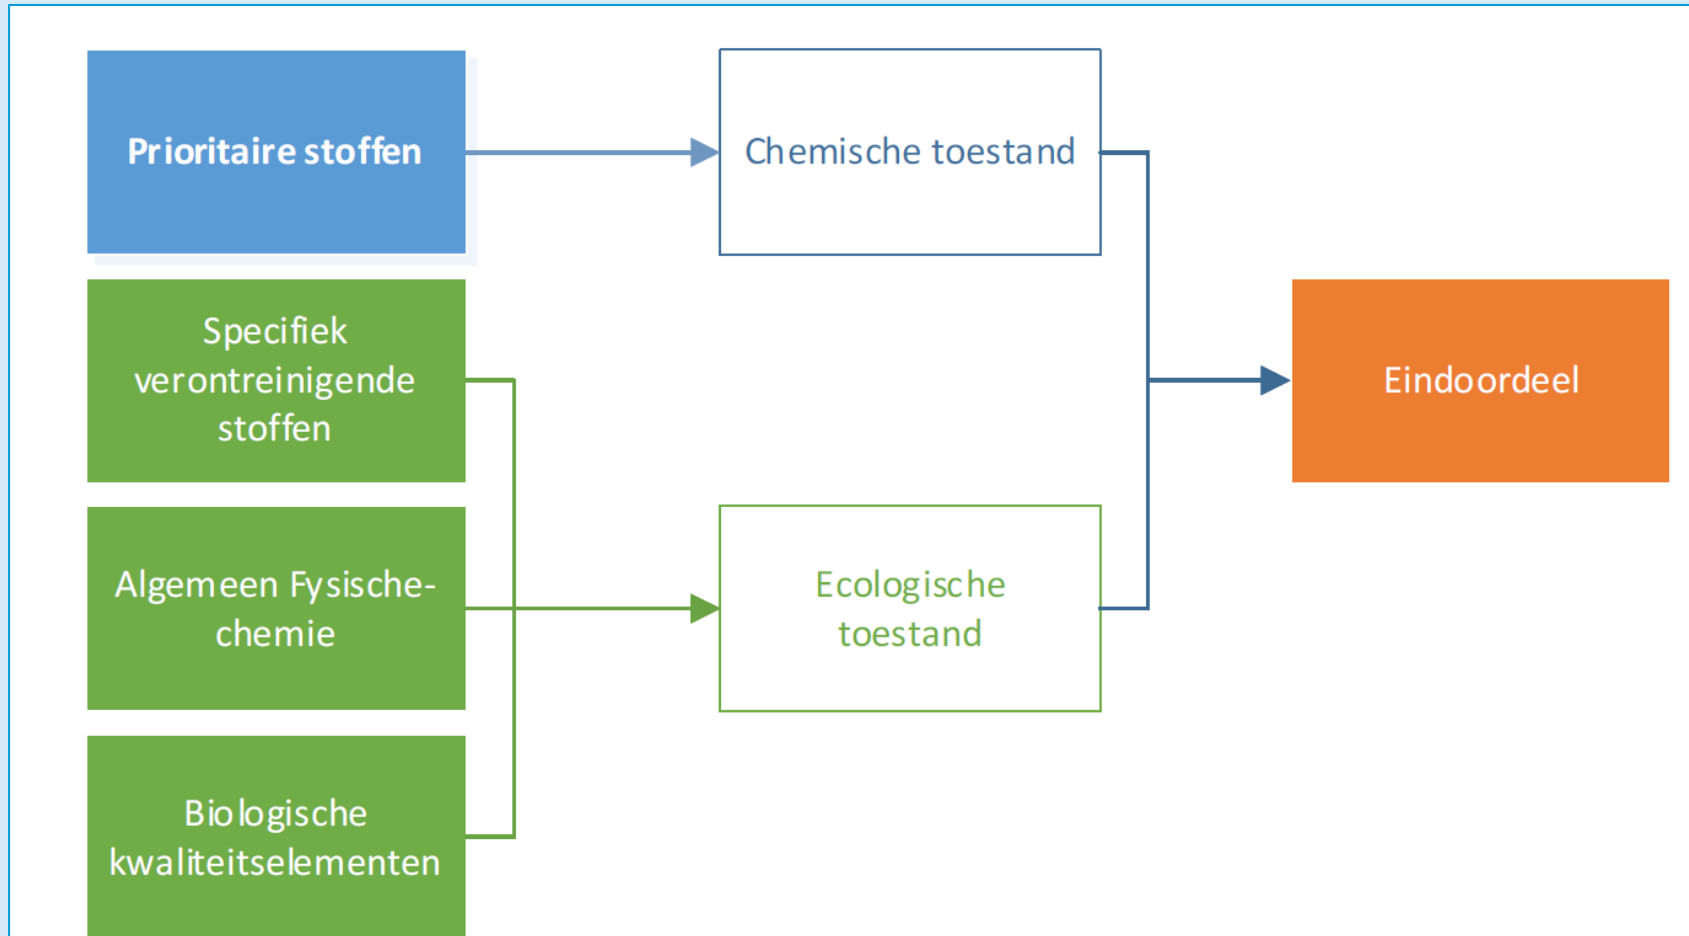 Prioritaire stoffen
Chemische toestand
Specifiek
verontreinigende
stoffen
Eindoordeel
Algemeen Fysische-
chemie
Ecologische
toestand
Biologische
kwaliteitselementen